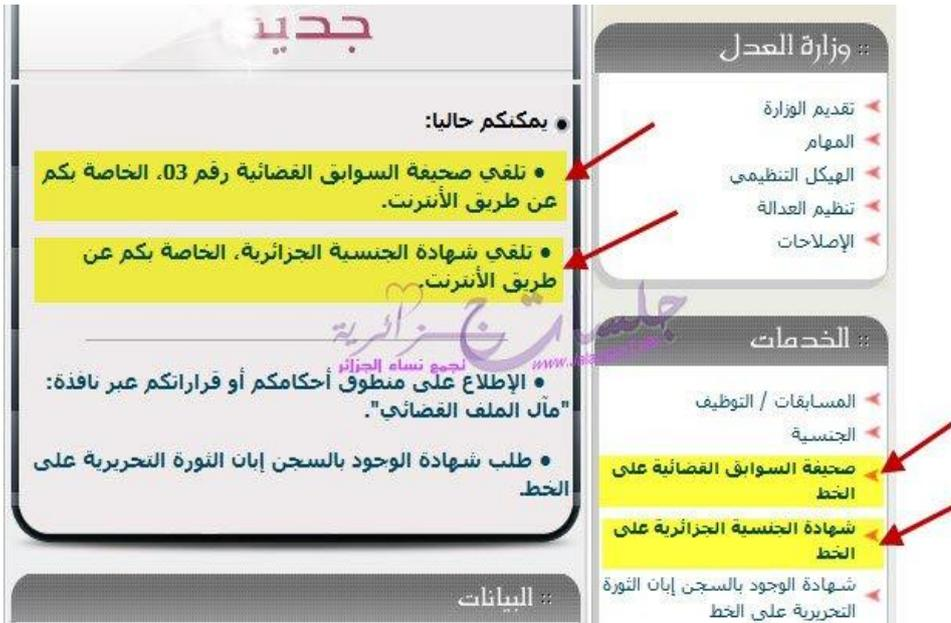 جديد
• يمكنكم حاليا:
• تلقي صحيفة السوابق القضائية رقم 03، الخاصة بكم
عن طريق الأنترنت.
• تلقي شهادة الجنسية الجزائرية، الخاصة بكم عن
طريق الأنترنت.
جلسات جزائرية
تجمع نساء الجزائر
www.
• الإطلاع على منطوق أحكامكم أو قراراتكم عبر نافذة:
"مآل الملف القضائي".
• طلب شهادة الوجود بالسجن إبان الثورة التحريرية على
الخط.
:: البيانات
:: وزارة العدل
تقديم الوزارة
المهام
الهيكل التنظيمي
تنظيم العدالة
الإصلاحات
:: الخدمات
المسابقات / التوظيف
الجنسية
صحيفة السوابق القضائية على
الخط
شهادة الجنسية الجزائرية على
الخط
شهادة الوجود بالسجن إبان الثورة
التحريرية على الخط